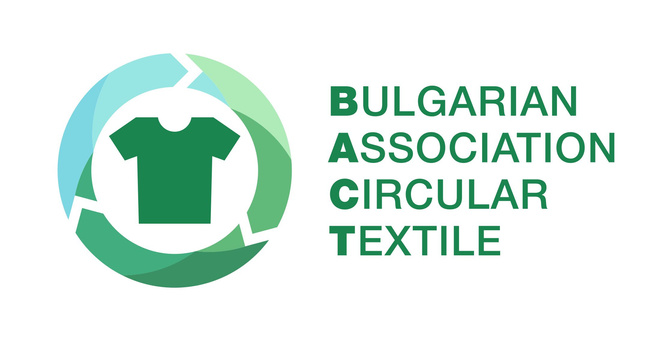 BULGARIAN
ASSOCIATION
CIRCULAR
TEXTILE